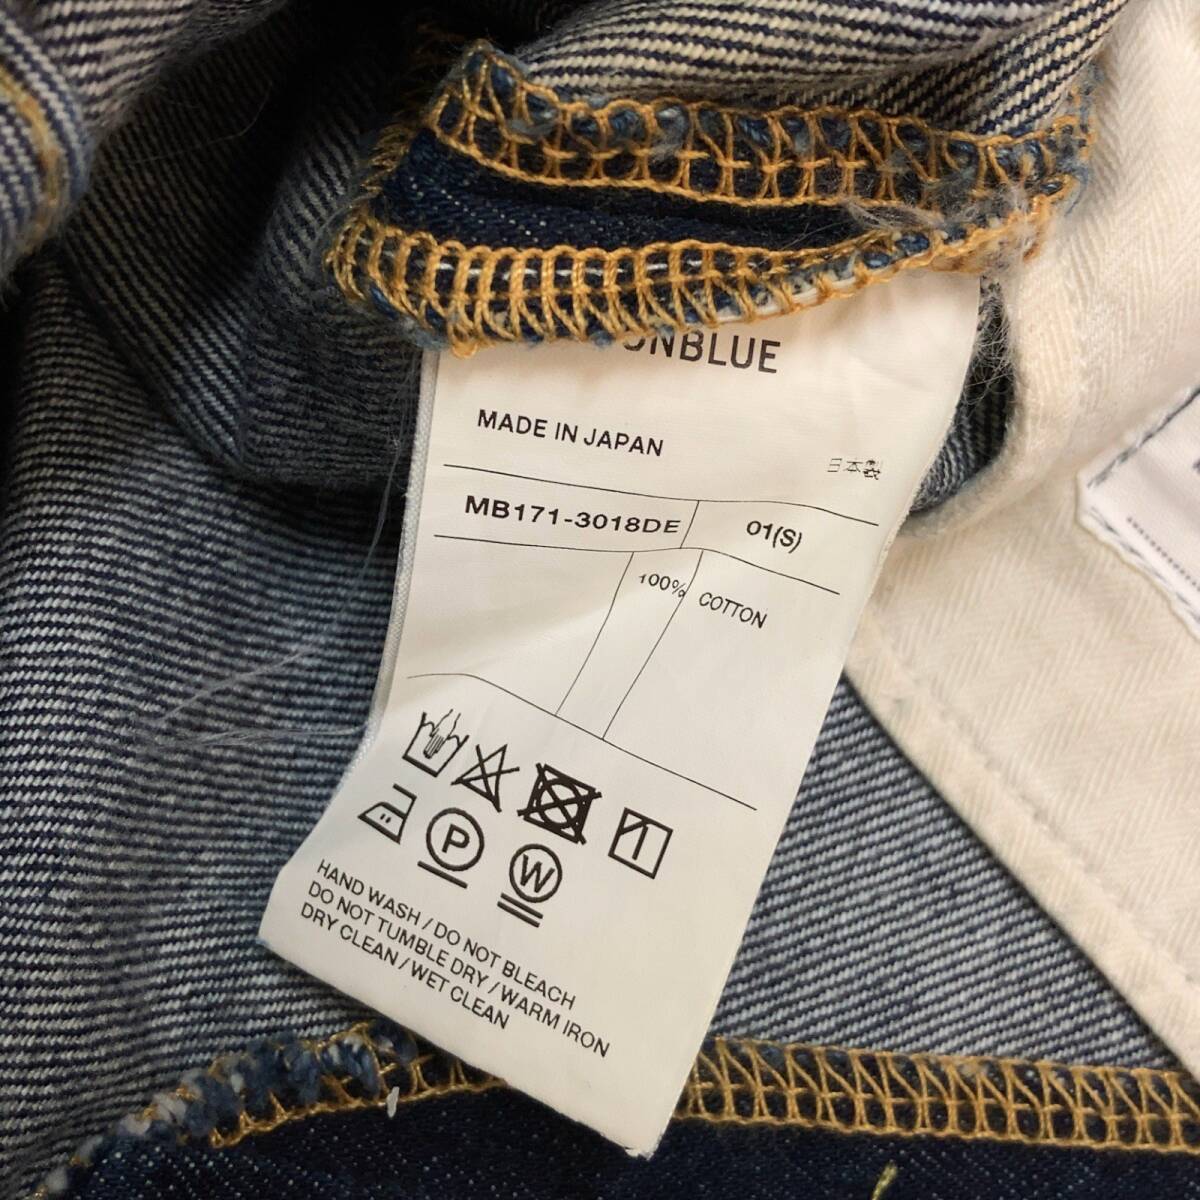 ONBLUE
MADE IN JAPAN
日本製
MB171-3018DE 01(S)
100% COTTON
P
W
HAND WASH / DO NOT BLEACH
DO NOT TUMBLE DRY / WARM IRON
DRY CLEAN / WET CLEAN